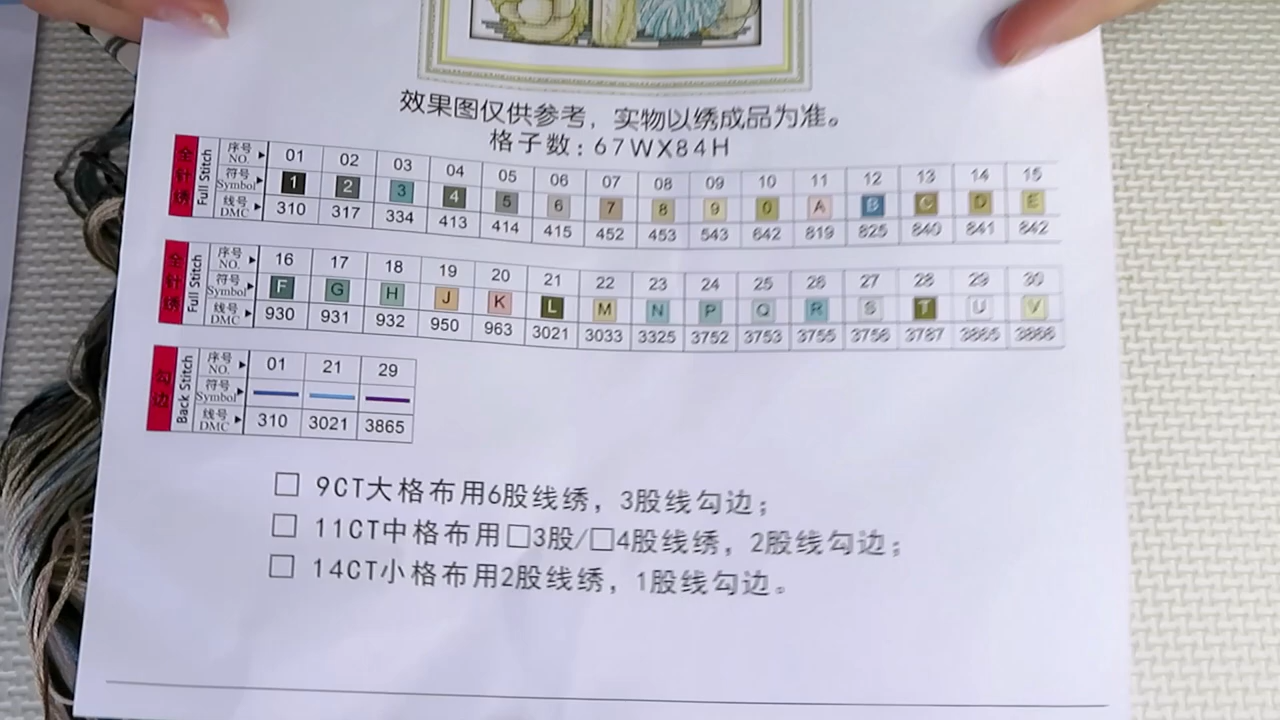 效果图仅供参考，实物以绣成品为准。
格子数：67WX84H
全针绣 Full Stitch
序号 NO. 01 02 03 04 05 06 07 08 09 10 11 12 13 14 15
符号 Symbol 1 2 3 4 5 6 7 8 9 0 A B C D E
线号 DMC 310 317 334 413 414 415 452 453 543 642 819 825 840 841 842
全针绣 Full Stitch
序号 NO. 16 17 18 19 20 21 22 23 24 25 26 27 28 29 30
符号 Symbol F G H J K L M N P Q R S T U V
线号 DMC 930 931 932 950 963 3021 3033 3325 3752 3753 3755 3756 3787 3865 3866
勾边 Back Stitch
序号 NO. 01 21 29
符号 Symbol
线号 DMC 310 3021 3865
□ 9CT大格布用6股线绣，3股线勾边；
□ 11CT中格布用□3股/□4股线绣，2股线勾边；
□ 14CT小格布用2股线绣，1股线勾边。